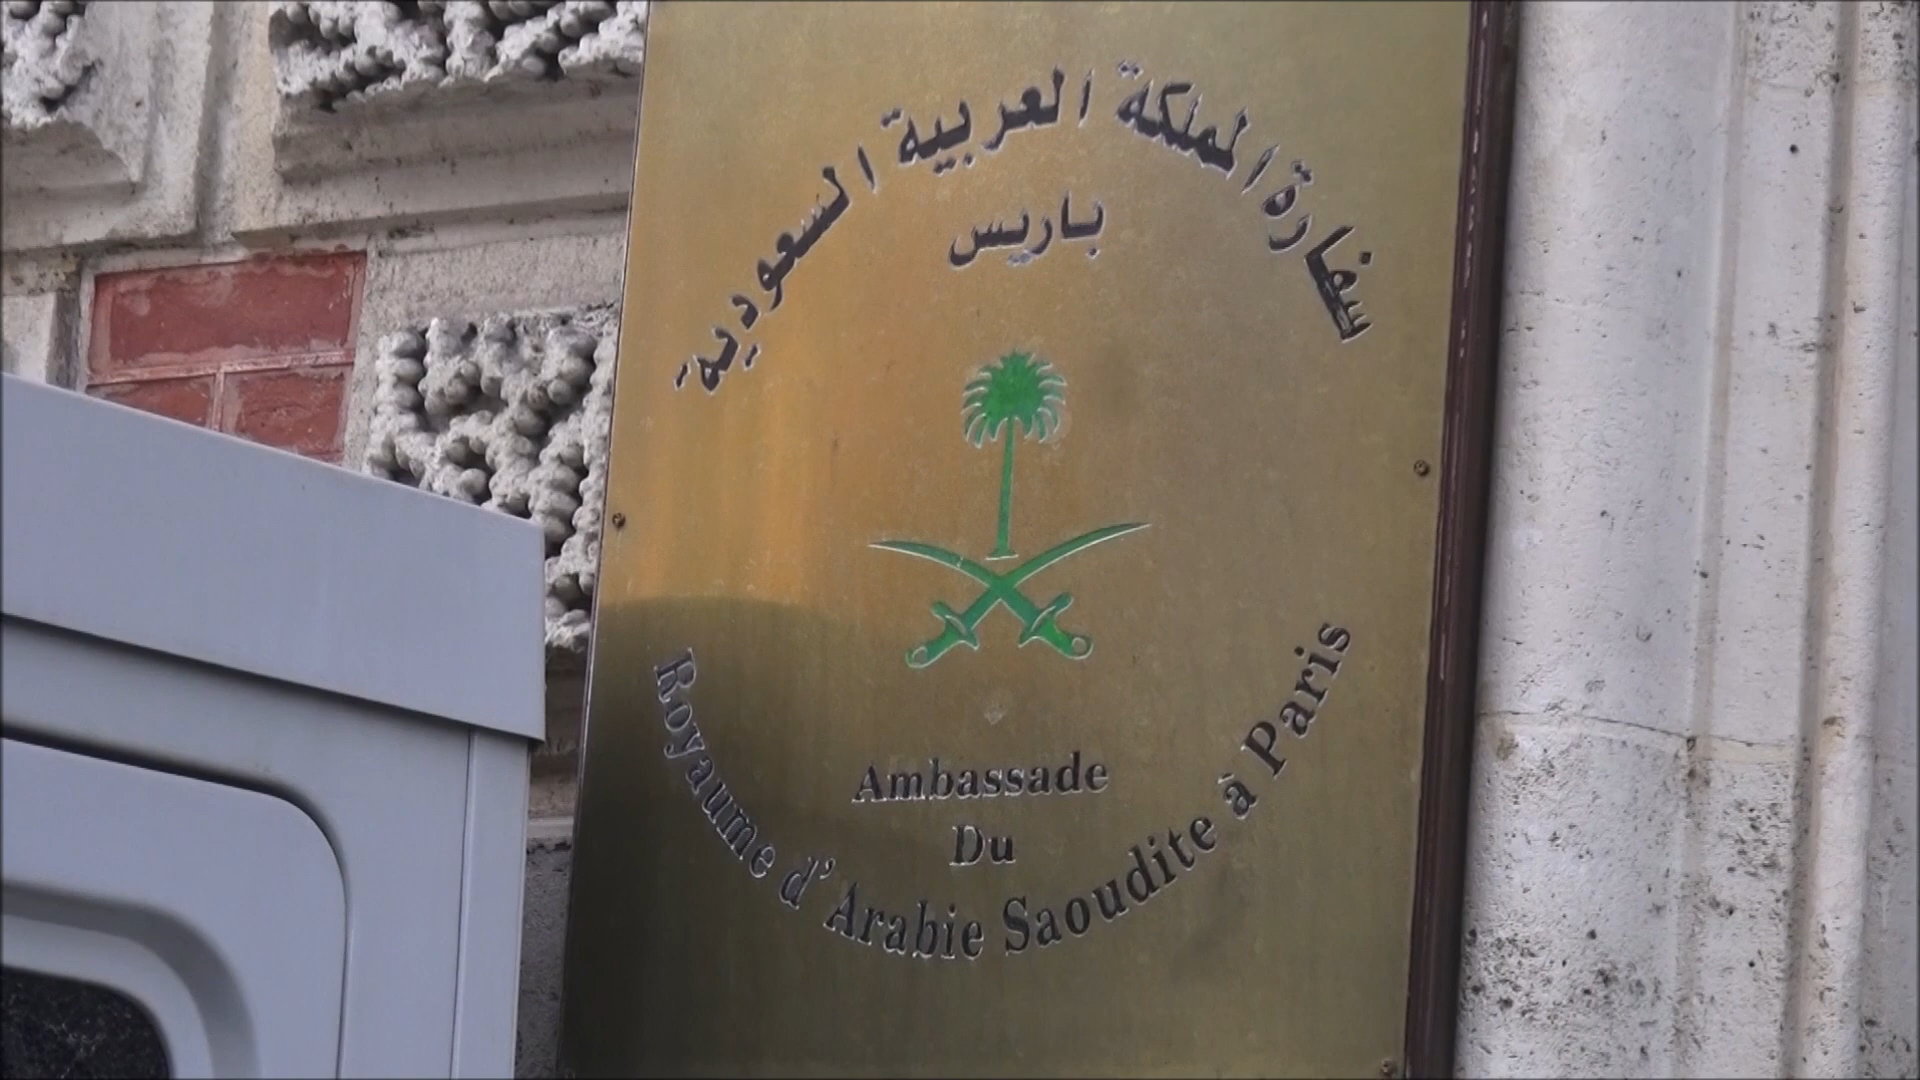 سفارة المملكة العربية السعودية
باريس
Ambassade
Du
Royaume d'Arabie Saoudite à Paris